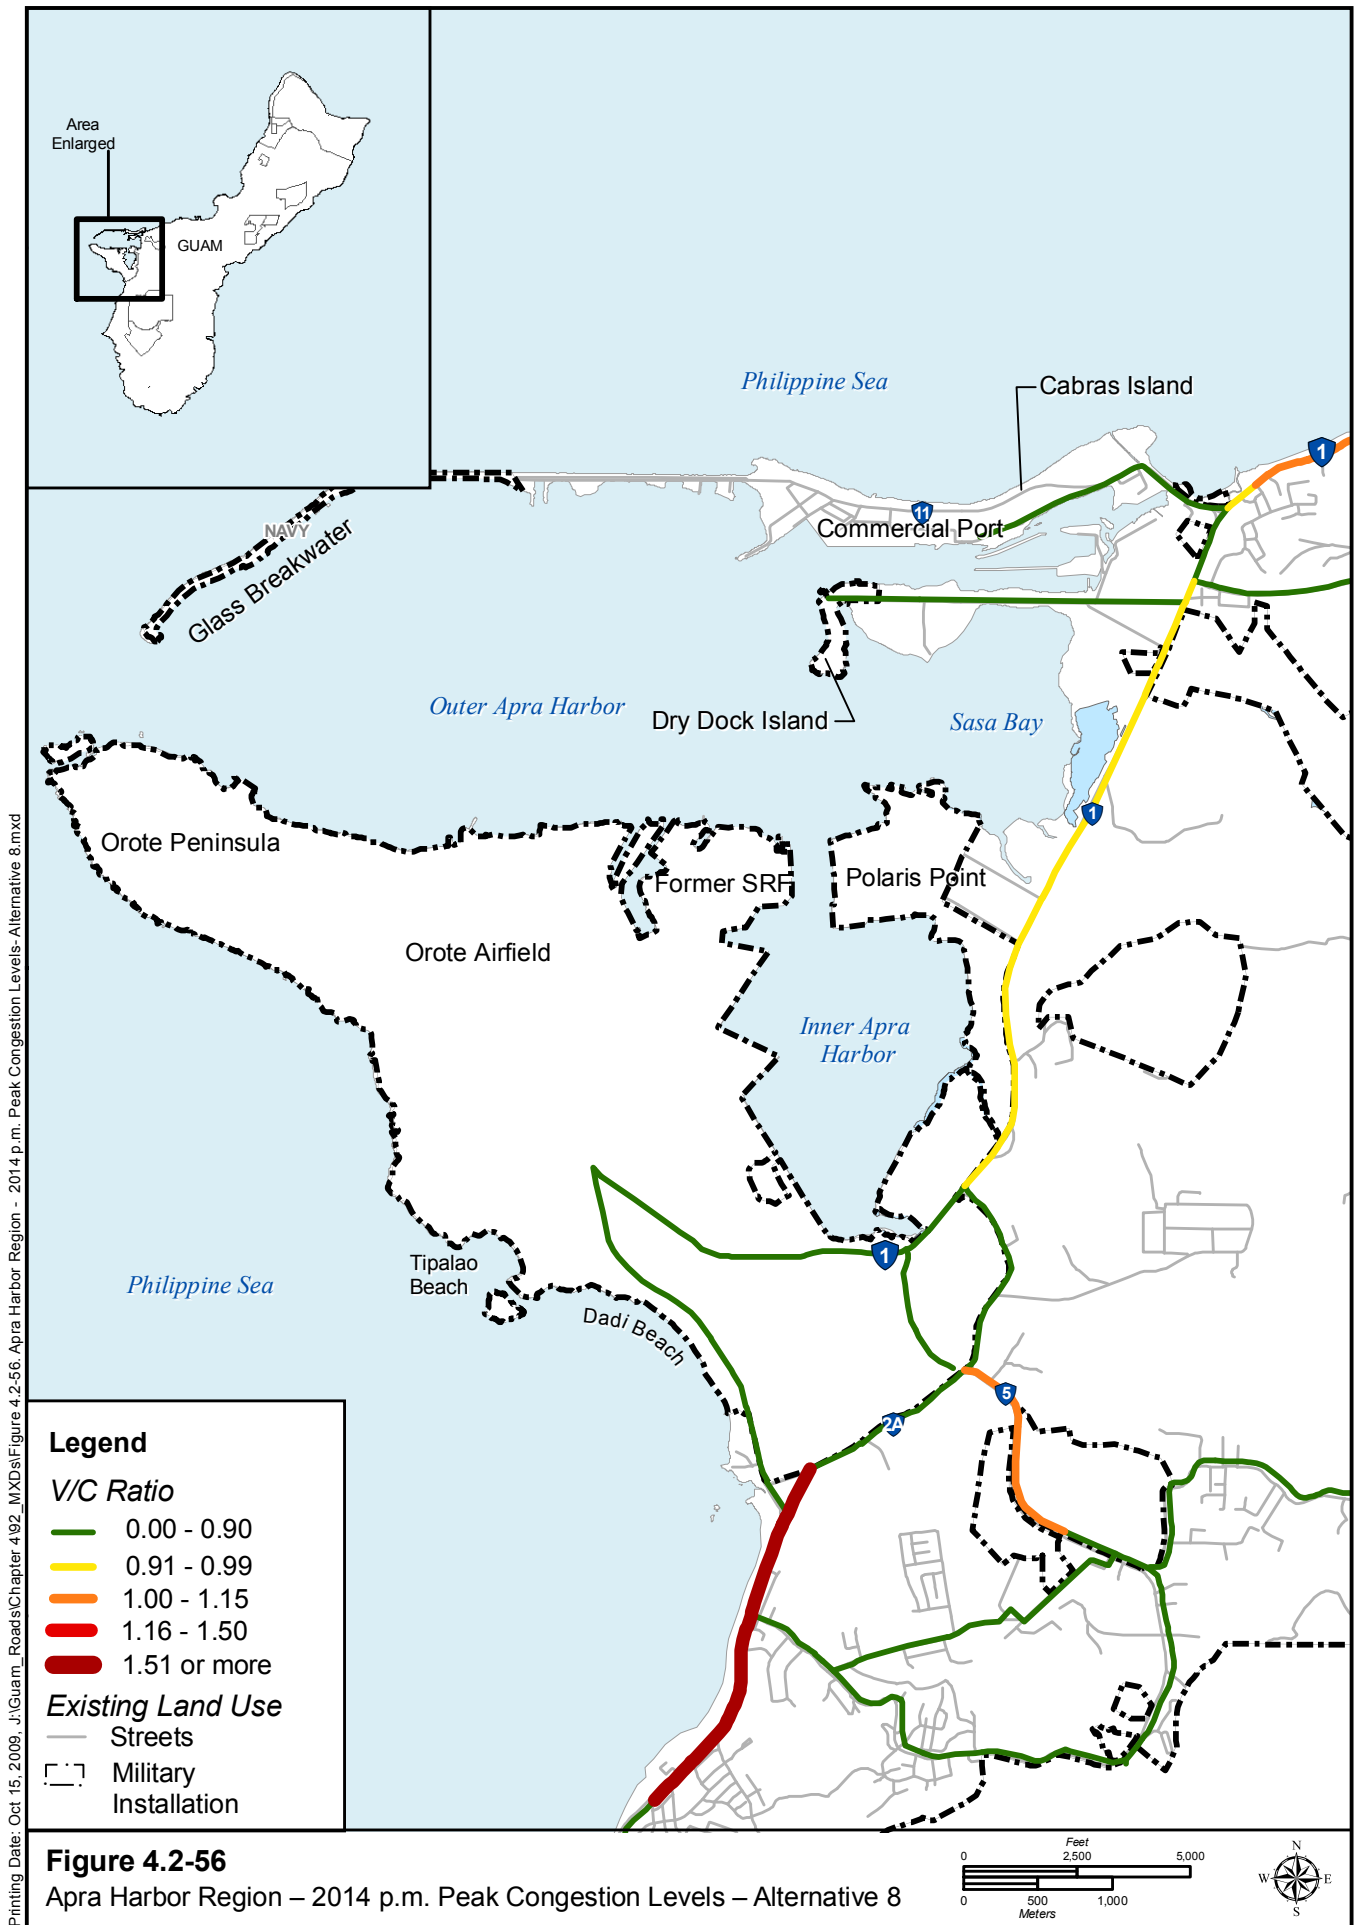 Area
Enlarged
GUAM
Philippine Sea
Cabras Island
1
11
Commercial Port
NAVY
Glass Breakwater
Outer Apra Harbor
Dry Dock Island
Sasa Bay
1
Orote Peninsula
Former SRF
Polaris Point
Orote Airfield
Inner Apra
Harbor
1
Tipalao
Beach
Philippine Sea
Dadi Beach
5
2A
Legend
V/C Ratio
0.00 - 0.90
0.91 - 0.99
1.00 - 1.15
1.16 - 1.50
1.51 or more
Existing Land Use
Streets
Military
Installation
Figure 4.2-56
Apra Harbor Region – 2014 p.m. Peak Congestion Levels – Alternative 8
Feet
0 2,500 5,000
0 500 1,000
Meters
N
W E
S
Printing Date: Oct 15, 2009, J:\Guam_Roads\Chapter 4\92_MXDs\Figure 4.2-56. Apra Harbor Region - 2014 p.m. Peak Congestion Levels- Alternative 8.mxd